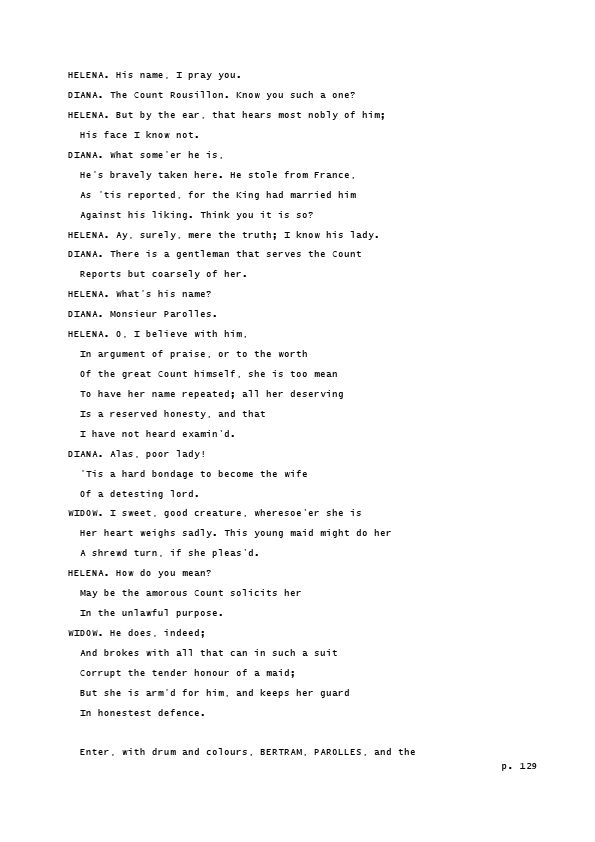 HELENA. His name, I pray you.
DIANA. The Count Rousillon. Know you such a one?
HELENA. But by the ear, that hears most nobly of him;
His face I know not.
DIANA. What some'er he is,
He's bravely taken here. He stole from France,
As 'tis reported, for the King had married him
Against his liking. Think you it is so?
HELENA. Ay, surely, mere the truth; I know his lady.
DIANA. There is a gentleman that serves the Count
Reports but coarsely of her.
HELENA. What's his name?
DIANA. Monsieur Parolles.
HELENA. O, I believe with him,
In argument of praise, or to the worth
Of the great Count himself, she is too mean
To have her name repeated; all her deserving
Is a reserved honesty, and that
I have not heard examin'd.
DIANA. Alas, poor lady!
'Tis a hard bondage to become the wife
Of a detesting lord.
WIDOW. I sweet, good creature, wheresoe'er she is
Her heart weighs sadly. This young maid might do her
A shrewd turn, if she pleas'd.
HELENA. How do you mean?
May be the amorous Count solicits her
In the unlawful purpose.
WIDOW. He does, indeed;
And brokes with all that can in such a suit
Corrupt the tender honour of a maid;
But she is arm'd for him, and keeps her guard
In honestest defence.
Enter, with drum and colours, BERTRAM, PAROLLES, and the
p. 129